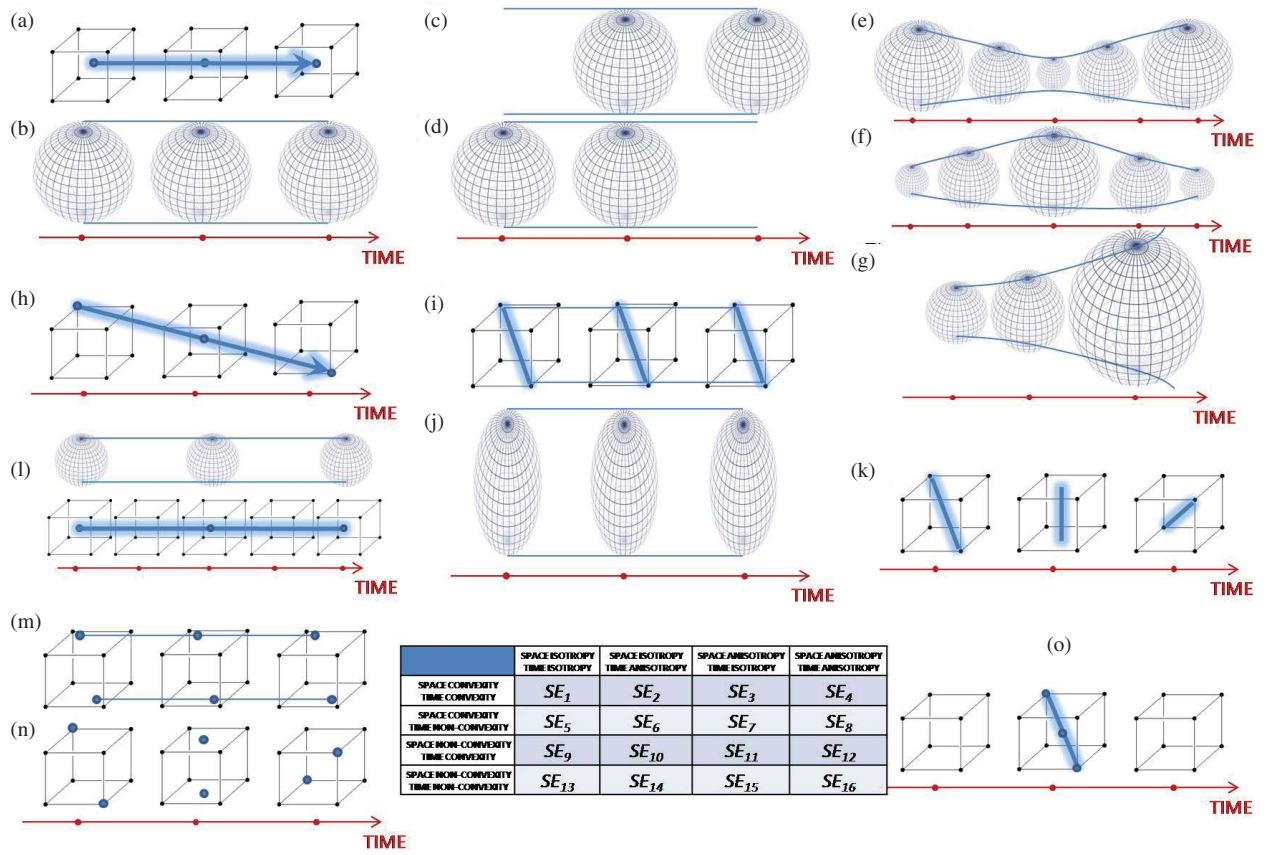 (a)
(b)
TIME
(c)
(d)
TIME
(e)
TIME
(f)
TIME
(g)
TIME
(h)
TIME
(i)
(j)
TIME
(k)
TIME
(l)
TIME
(m)
(n)
TIME
SPACE ISOTROPY SPACE ISOTROPY SPACE ANISOTROPY SPACE ANISOTROPY
TIME ISOTROPY TIME ANISOTROPY TIME ISOTROPY TIME ANISOTROPY
SPACE CONVEXITY
TIME CONVEXITY
SE1 SE2 SE3 SE4
SPACE CONVEXITY
TIME NON-CONVEXITY
SE5 SE6 SE7 SE8
SPACE NON-CONVEXITY
TIME CONVEXITY
SE9 SE10 SE11 SE12
SPACE NON-CONVEXITY
TIME NON-CONVEXITY
SE13 SE14 SE15 SE16
(o)
TIME